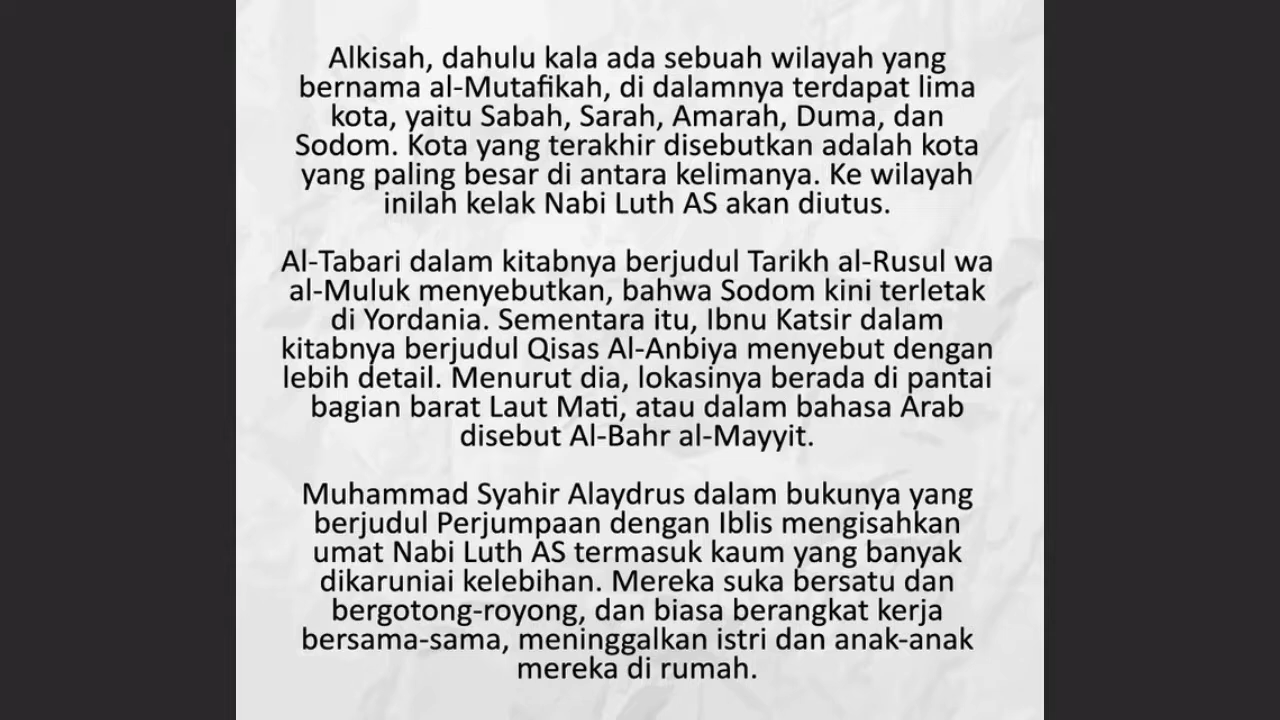 Alkisah, dahulu kala ada sebuah wilayah yang
bernama al-Mutafikah, di dalamnya terdapat lima
kota, yaitu Sabah, Sarah, Amarah, Duma, dan
Sodom. Kota yang terakhir disebutkan adalah kota
yang paling besar di antara kelimanya. Ke wilayah
inilah kelak Nabi Luth AS akan diutus.
Al-Tabari dalam kitabnya berjudul Tarikh al-Rusul wa
al-Muluk menyebutkan, bahwa Sodom kini terletak
di Yordania. Sementara itu, Ibnu Katsir dalam
kitabnya berjudul Qisas Al-Anbiya menyebut dengan
lebih detail. Menurut dia, lokasinya berada di pantai
bagian barat Laut Mati, atau dalam bahasa Arab
disebut Al-Bahr al-Mayyit.
Muhammad Syahir Alaydrus dalam bukunya yang
berjudul Perjumpaan dengan Iblis mengisahkan
umat Nabi Luth AS termasuk kaum yang banyak
dikaruniai kelebihan. Mereka suka bersatu dan
bergotong-royong, dan biasa berangkat kerja
bersama-sama, meninggalkan istri dan anak-anak
mereka di rumah.